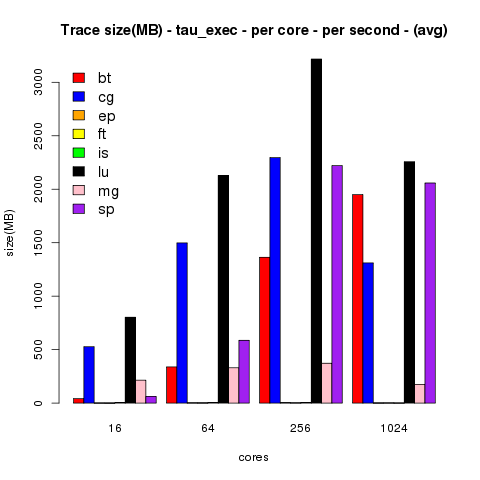 Trace size(MB) - tau_exec - per core - per second - (avg)
size(MB)
3000
2500
2000
1500
1000
500
0
bt
cg
ep
ft
is
lu
mg
sp
16 64 256 1024
cores